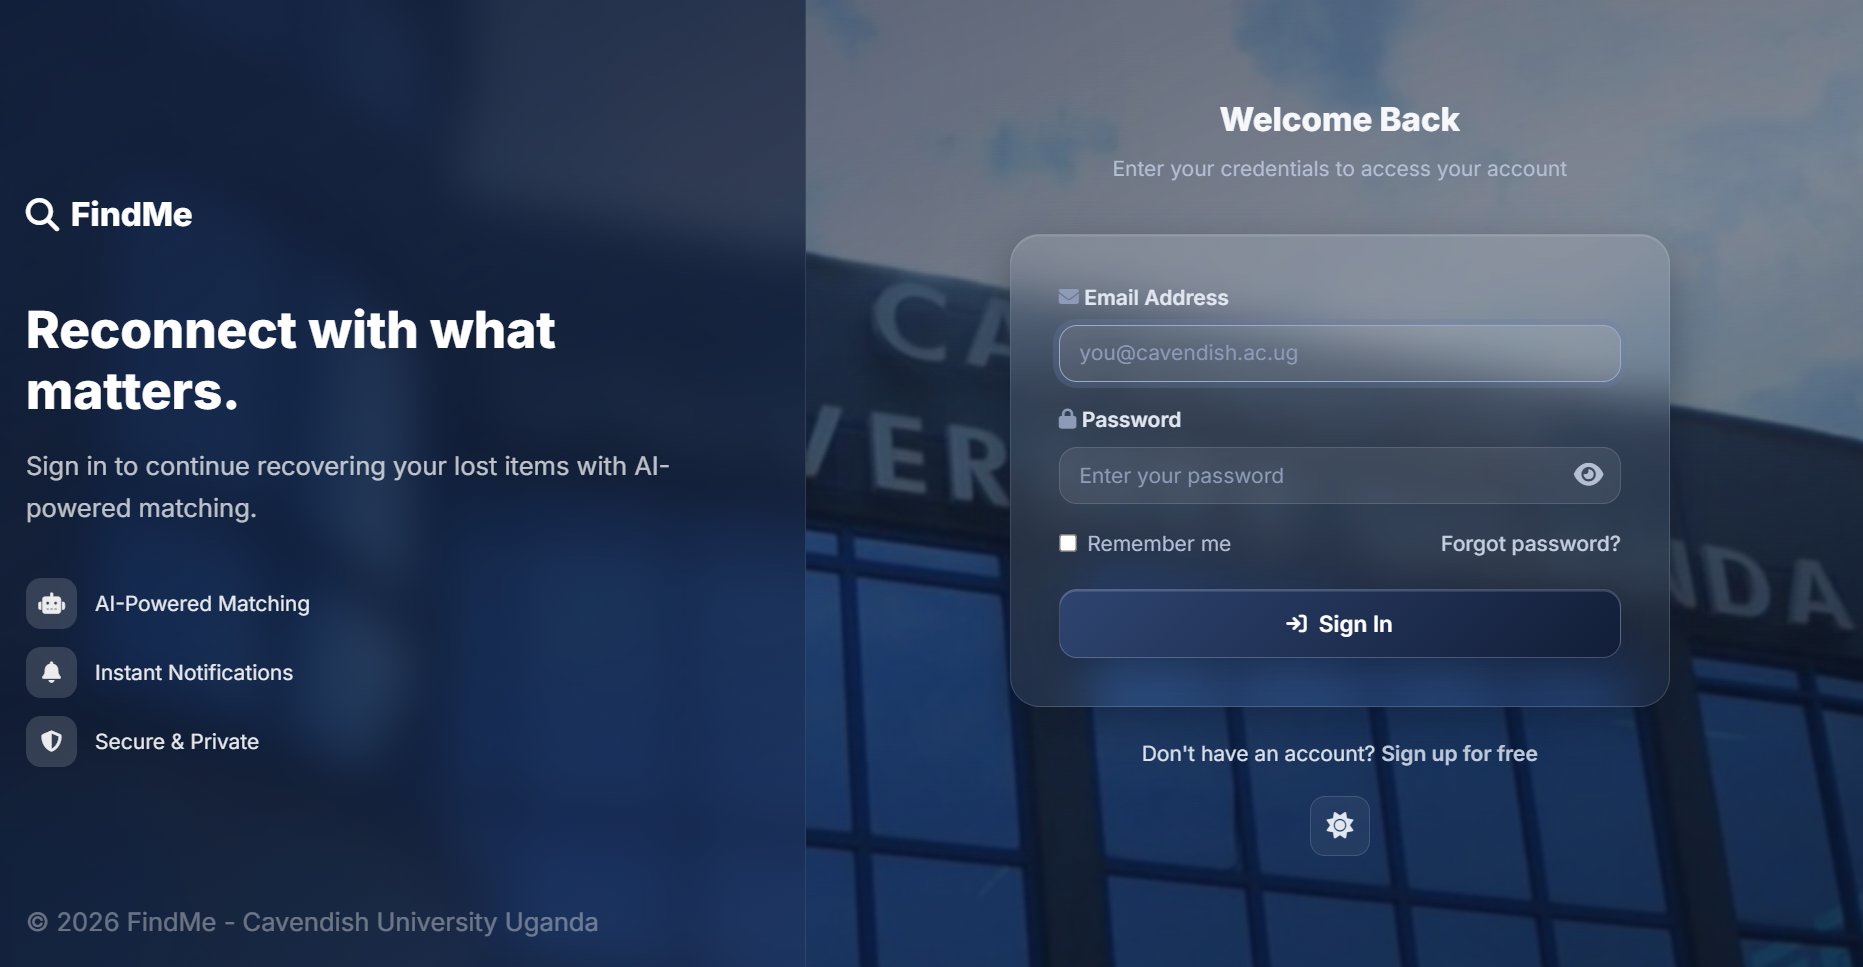 FindMe
Reconnect with what
matters.
Sign in to continue recovering your lost items with AI-
powered matching.
AI-Powered Matching
Instant Notifications
Secure & Private
© 2026 FindMe - Cavendish University Uganda
Welcome Back
Enter your credentials to access your account
Email Address
you@cavendish.ac.ug
Password
Enter your password
Remember me
Forgot password?
Sign In
Don't have an account? Sign up for free
CA
VER
NDA